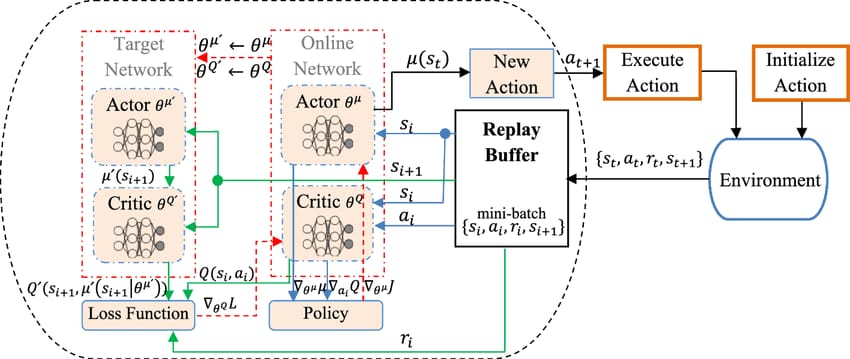 Target
Network
θ^μ′ ← θ^μ
θ^Q′ ← θ^Q
Online
Network
μ(s_t)
New
Action
a_{t+1}
Execute
Action
Initialize
Action
Actor θ^μ′
Actor θ^μ
s_i
Replay
Buffer
s_{i+1}
{s_t, a_t, r_t, s_{t+1}}
Environment
μ′(s_{i+1})
Critic θ^Q′
Critic θ^Q
s_i
a_i
mini-batch
{s_i, a_i, r_i, s_{i+1}}
Q(s_i, a_i)
Q′(s_{i+1}, μ′(s_{i+1}|θ^μ′))
∇_{θ^μ}μ
∇_{a_i}Q
∇_{θ^μ}J
Loss Function
∇_{θ^Q}L
Policy
r_i